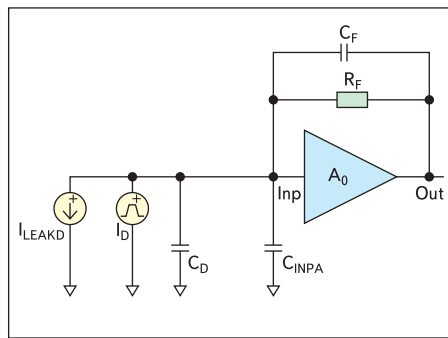 C_F
R_F
A_0
Inp
Out
I_LEAKD
I_D
C_D
C_INPA